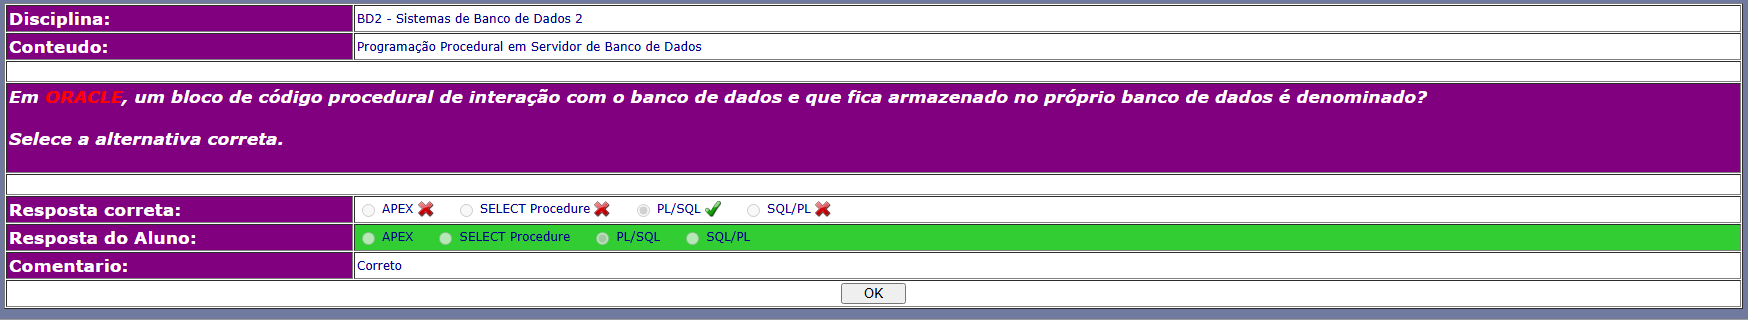 Disciplina: BD2 - Sistemas de Banco de Dados 2
Conteudo: Programação Procedural em Servidor de Banco de Dados
Em ORACLE, um bloco de código procedural de interação com o banco de dados e que fica armazenado no próprio banco de dados é denominado?
Selece a alternativa correta.
Resposta correta: APEX SELECT Procedure PL/SQL SQL/PL
Resposta do Aluno: APEX SELECT Procedure PL/SQL SQL/PL
Comentario: Correto
OK